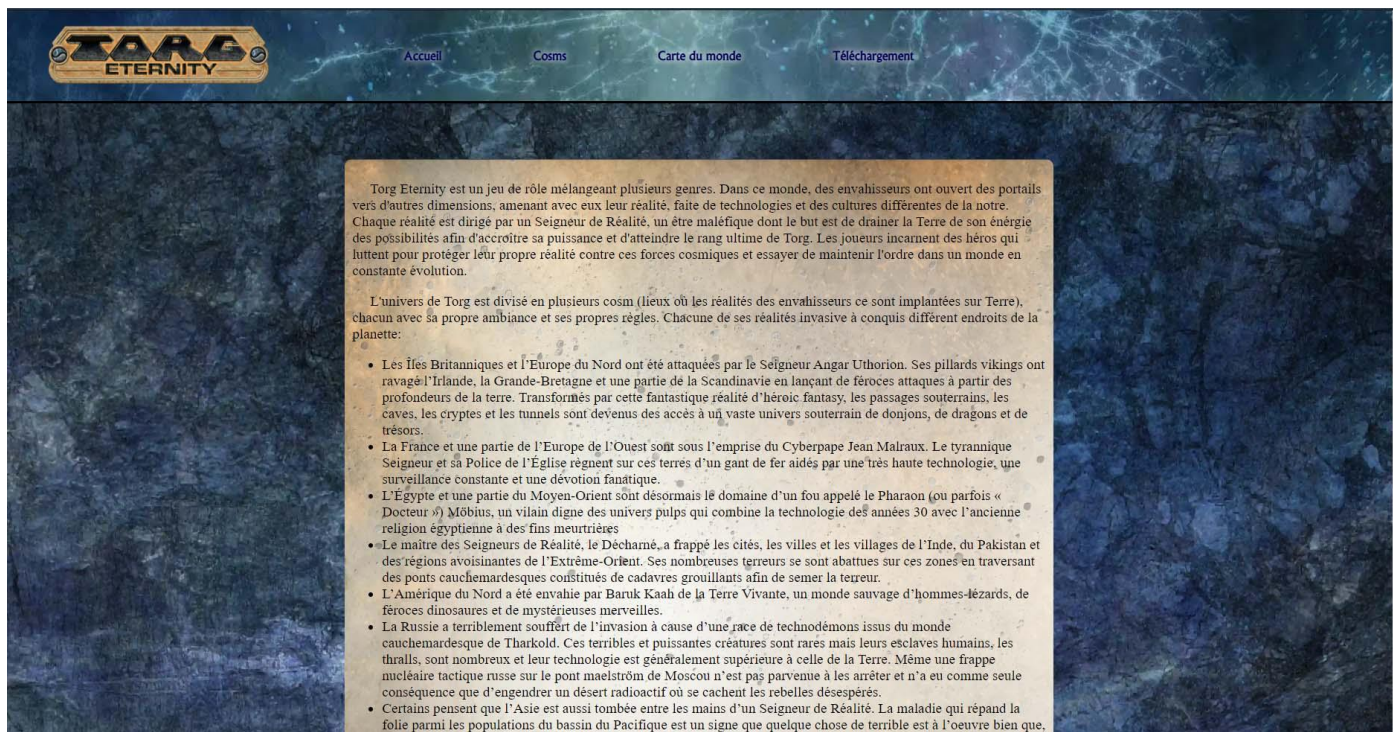 TORG
ETERNITY
Accueil Cosms Carte du monde Téléchargement
Torg Eternity est un jeu de rôle mélangeant plusieurs genres. Dans ce monde, des envahisseurs ont ouvert des portails
vers d'autres dimensions, amenant avec eux leur réalité, faite de technologies et des cultures différentes de la notre.
Chaque réalité est dirigé par un Seigneur de Réalité, un être maléfique dont le but est de drainer la Terre de son énérgie
des possibilités afin d'accroître sa puissance et d'atteindre le rang ultime de Torg. Les joueurs incarnent des héros qui
luttent pour protéger leur propre réalité contre ces forces cosmiques et essayer de maintenir l'ordre dans un monde en
constante évolution.
L'univers de Torg est divisé en plusieurs cosm (lieux où les réalités des envahisseurs ce sont implantées sur Terre),
chacun avec sa propre ambiance et ses propres règles. Chacune de ses réalités invasive à conquis différent endroits de la
planette:
• Les Îles Britanniques et l’Europe du Nord ont été attaquées par le Seigneur Angar Uthorion. Ses pillards vikings ont
ravagé l’Irlande, la Grande-Bretagne et une partie de la Scandinavie en lançant de féroces attaques à partir des
profondeurs de la terre. Transformés par cette fantastique réalité d’héroic fantasy, les passages souterrains, les
caves, les cryptes et les tunnels sont devenus des accès à un vaste univers souterrain de donjons, de dragons et de
trésors.
• La France et une partie de l’Europe de l’Ouest sont sous l’emprise du Cyberpape Jean Malraux. Le tyrannique
Seigneur et sa Police de l’Église règnent sur ces terres d’un gant de fer aidés par une très haute technologie, une
surveillance constante et une dévotion fanatique.
• L’Égypte et une partie du Moyen-Orient sont désormais le domaine d’un fou appelé le Pharaon (ou parfois «
Docteur ») Möbius, un vilain digne des univers pulps qui combine la technologie des années 30 avec l’ancienne
religion égyptienne à des fins meurtrières
• Le maître des Seigneurs de Réalité, le Décharné, a frappé les cités, les villes et les villages de l’Inde, du Pakistan et
des régions avoisinantes de l’Extrême-Orient. Ses nombreuses terreurs se sont abattues sur ces zones en traversant
des ponts cauchemardesques constitués de cadavres grouillants afin de semer la terreur.
• L’Amérique du Nord a été envahie par Baruk Kaah de la Terre Vivante, un monde sauvage d’hommes-lézards, de
féroces dinosaures et de mystérieuses merveilles.
• La Russie a terriblement souffert de l’invasion à cause d’une race de technodémons issus du monde
cauchemardesque de Tharkold. Ces terribles et puissantes créatures sont rares mais leurs esclaves humains, les
thralls, sont nombreux et leur technologie est généralement supérieure à celle de la Terre. Même une frappe
nucléaire tactique russe sur le pont maelström de Moscou n’est pas parvenue à les arrêter et n’a eu comme seule
conséquence que d’engendrer un désert radioactif où se cachent les rebelles désespérés.
• Certains pensent que l’Asie est aussi tombée entre les mains d’un Seigneur de Réalité. La maladie qui répand la
folie parmi les populations du bassin du Pacifique est un signe que quelque chose de terrible est à l'oeuvre bien que,